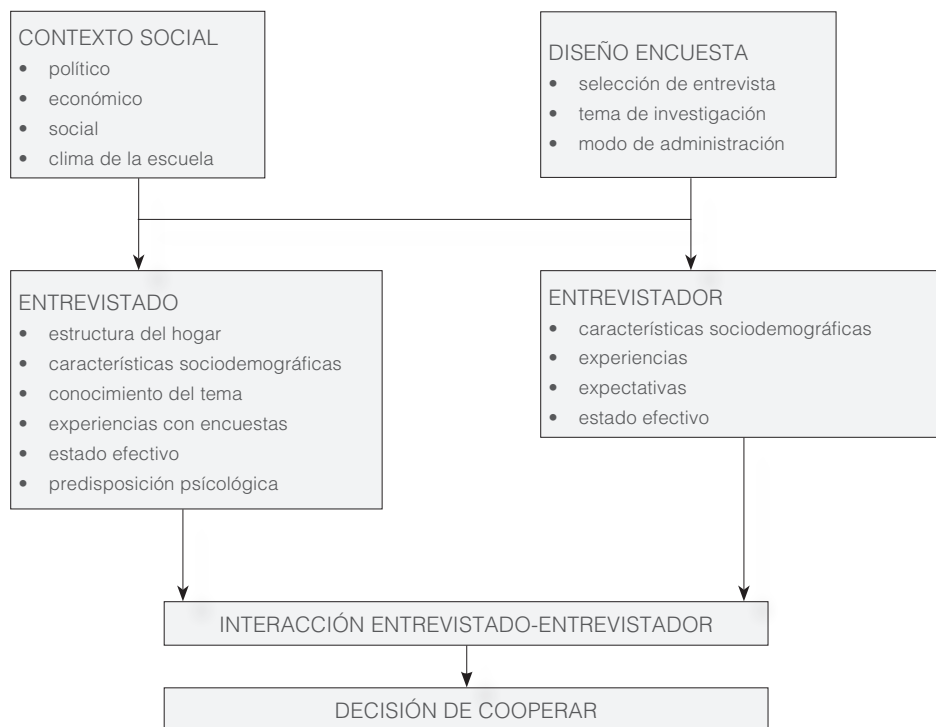 CONTEXTO SOCIAL
• político
• económico
• social
• clima de la escuela
DISEÑO ENCUESTA
• selección de entrevista
• tema de investigación
• modo de administración
ENTREVISTADO
• estructura del hogar
• características sociodemográficas
• conocimiento del tema
• experiencias con encuestas
• estado efectivo
• predisposición psícológica
ENTREVISTADOR
• características sociodemográficas
• experiencias
• expectativas
• estado efectivo
INTERACCIÓN ENTREVISTADO-ENTREVISTADOR
DECISIÓN DE COOPERAR